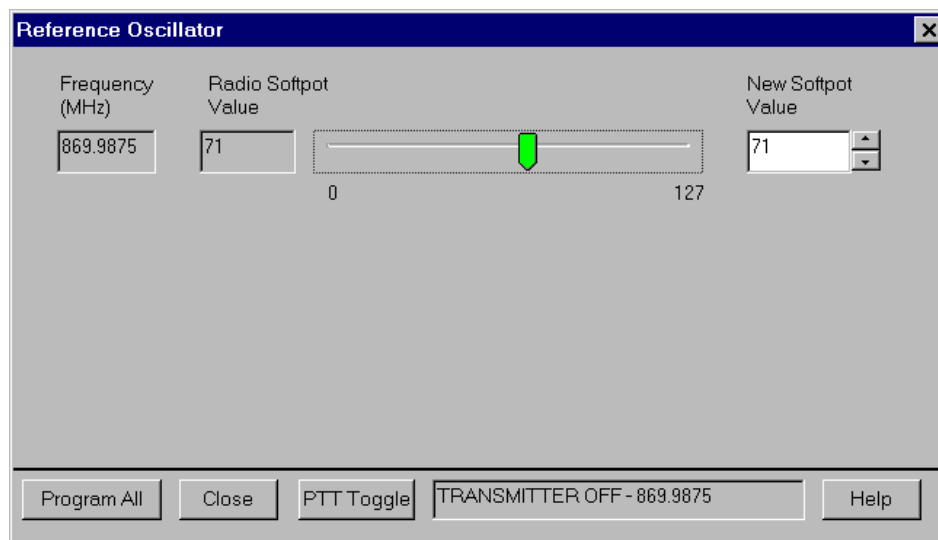 Reference Oscillator
Frequency
(MHz)
Radio Softpot
Value
New Softpot
Value
869.9875
71
71
0
127
Program All
Close
PTT Toggle
TRANSMITTER OFF - 869.9875
Help